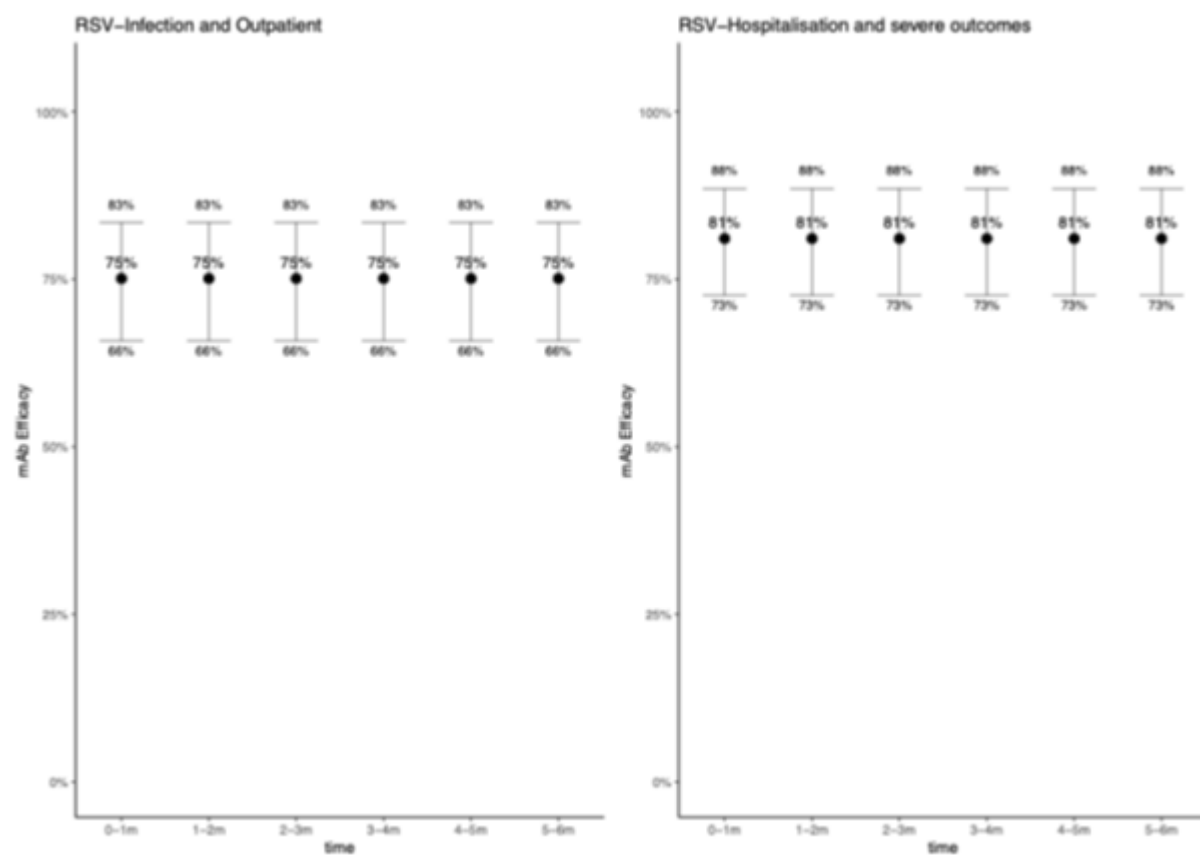 RSV-Infection and Outpatient
100%
75%
50%
25%
0%
mAb Efficacy
83% 83% 83% 83% 83% 83%
75% 75% 75% 75% 75% 75%
66% 66% 66% 66% 66% 66%
0-1m 1-2m 2-3m 3-4m 4-5m 5-6m
time
RSV-Hospitalisation and severe outcomes
100%
75%
50%
25%
0%
mAb Efficacy
88% 88% 88% 88% 88% 88%
81% 81% 81% 81% 81% 81%
73% 73% 73% 73% 73% 73%
0-1m 1-2m 2-3m 3-4m 4-5m 5-6m
time